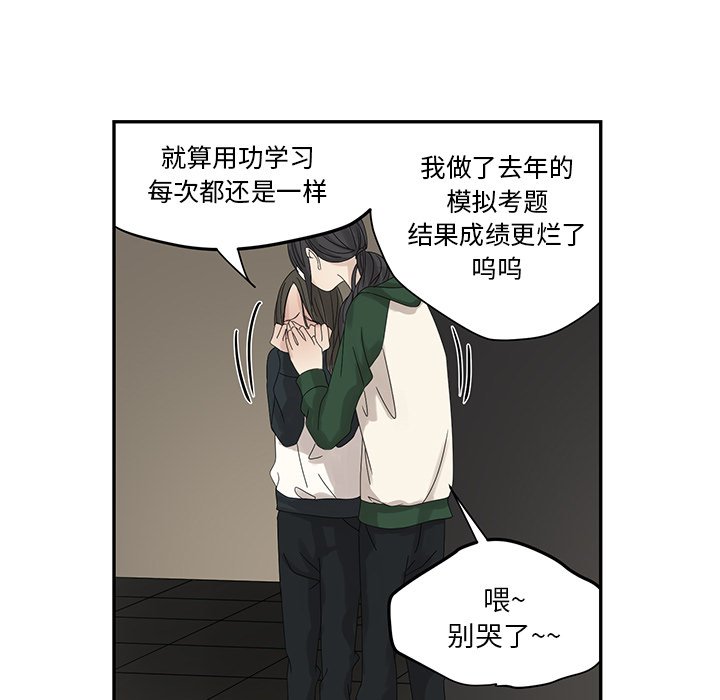 就算用功学习
每次都还是一样
我做了去年的
模拟考题
结果成绩更烂了
呜呜
喂~
别哭了~~